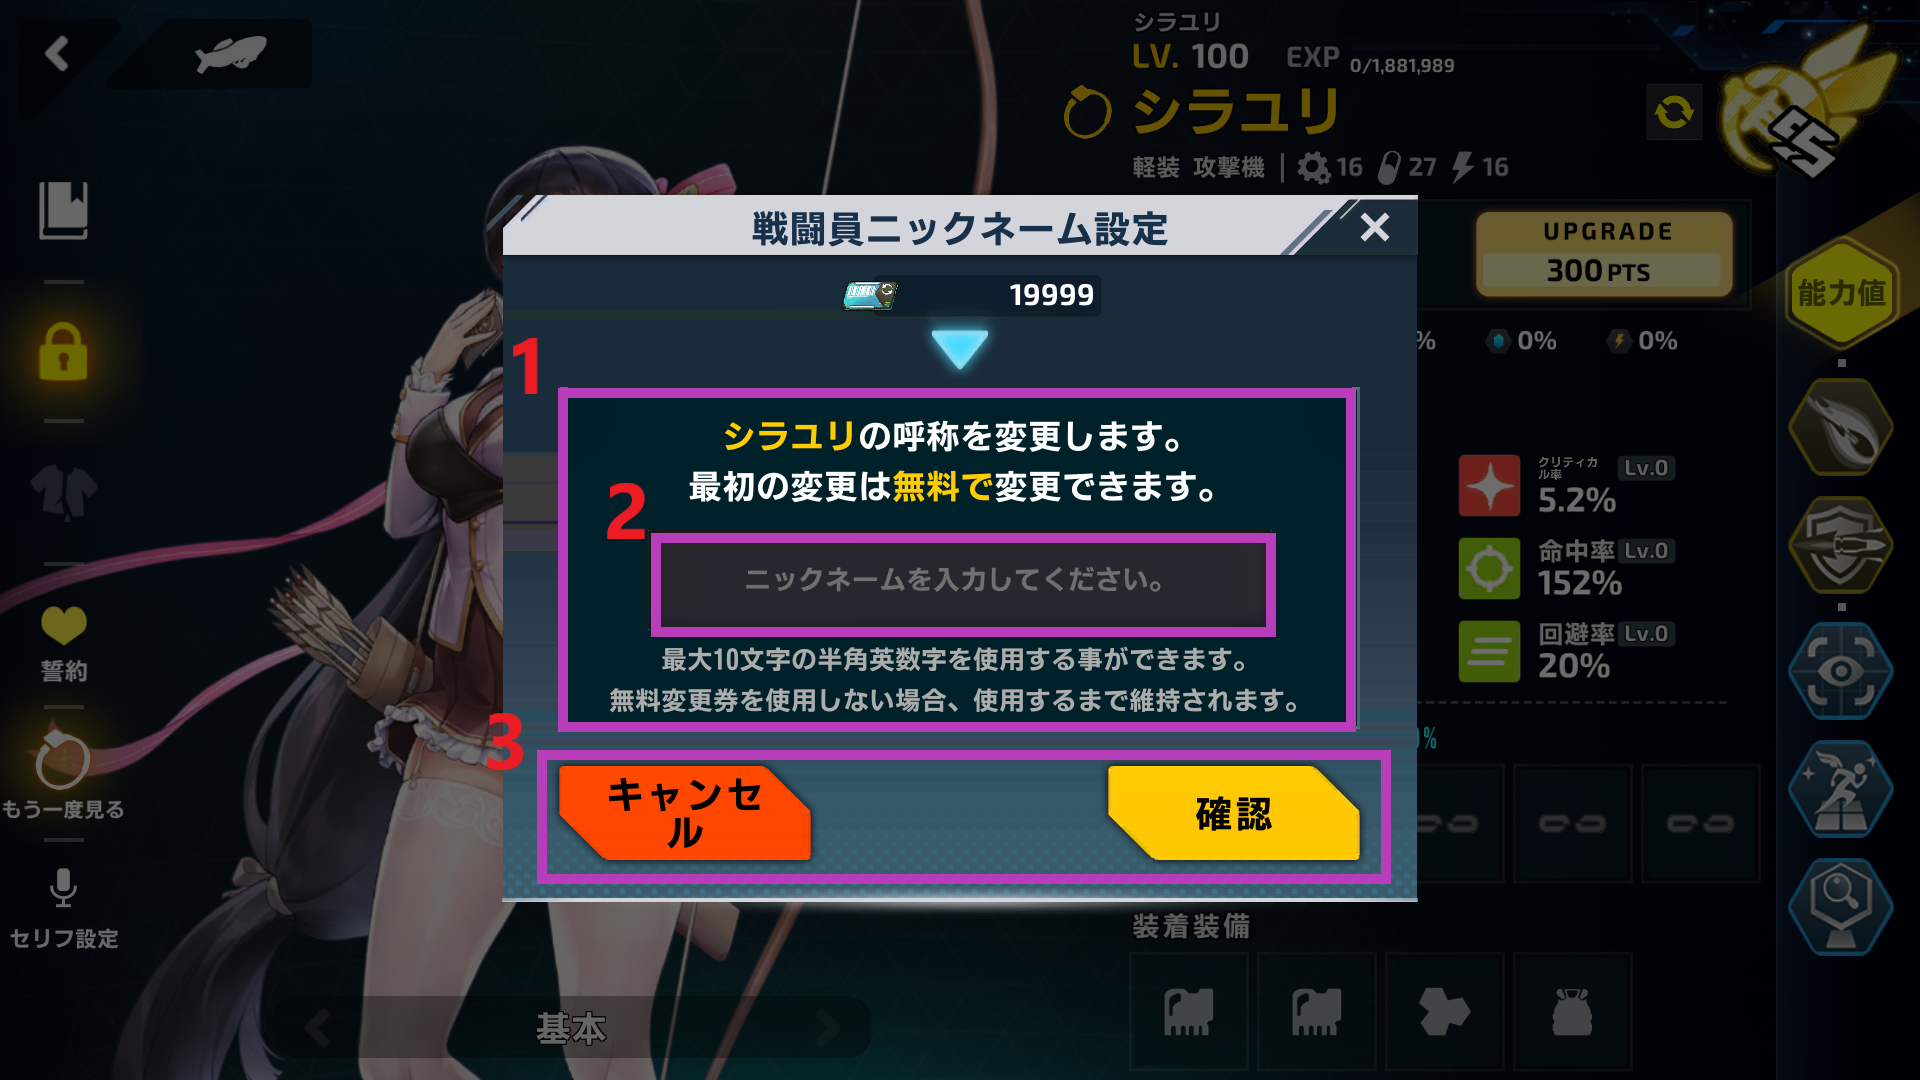 シラユリ
LV. 100 EXP 0/1,881,989
シラユリ
軽装 攻撃機 16 27 16
戦闘員ニックネーム設定
UPGRADE
300 PTS
19999
能力値
1
% 0% 0%
シラユリの呼称を変更します。
最初の変更は無料で変更できます。
2
ニックネームを入力してください。
最大10文字の半角英数字を使用する事ができます。
無料変更券を使用しない場合、使用するまで維持されます。
クリティカ
ル率
Lv.0
5.2%
命中率 Lv.0
152%
回避率 Lv.0
20%
誓約
3
%
キャンセ
ル
確認
もう一度見る
セリフ設定
装着装備
基本